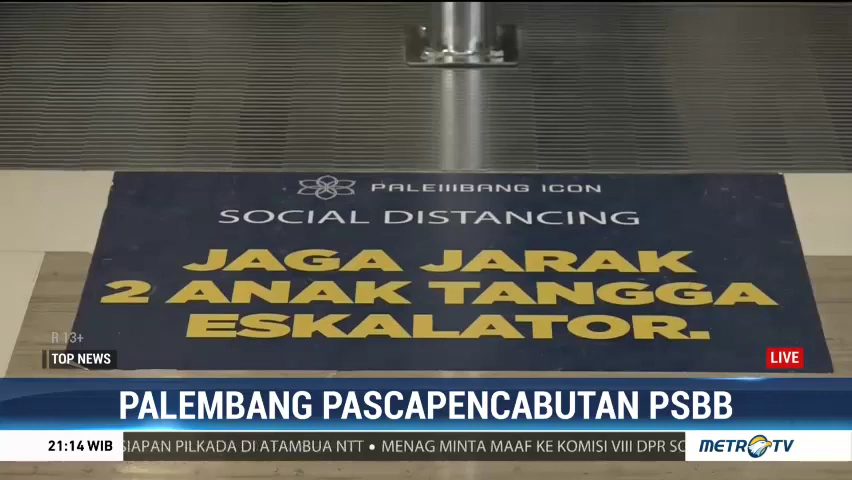 PALEMBANG ICON
SOCIAL DISTANCING
JAGA JARAK
2 ANAK TANGGA
ESKALATOR.
R 13+
TOP NEWS
LIVE
PALEMBANG PASCAPENCABUTAN PSBB
21:14 WIB
SIAPAN PILKADA DI ATAMBUA NTT • MENAG MINTA MAAF KE KOMISI VIII DPR
METRO TV